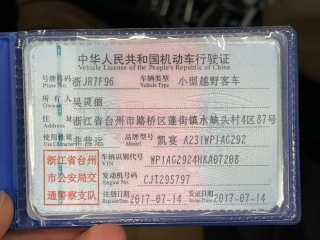 中华人民共和国机动车行驶证
Vehicle License of the People's Republic of China
号牌号码 浙JR7F96 车辆类型 小型越野客车
Plate No. Vehicle Type
所有人 吴灵丽
Owner
住址 浙江省台州市路桥区蓬街镇永缺头村4区87号
Address
使用性质 非营运 品牌型号 凯宴 A231WP1AG292
Use Character Model
浙江省台州 车辆识别代号 WP1AG2924HKA07208
VIN
市公安局交 发动机号码 CJT295797
Engine No.
通警察支队 注册日期 2017-07-14 发证日期 2017-07-14
Register Date Issue Date